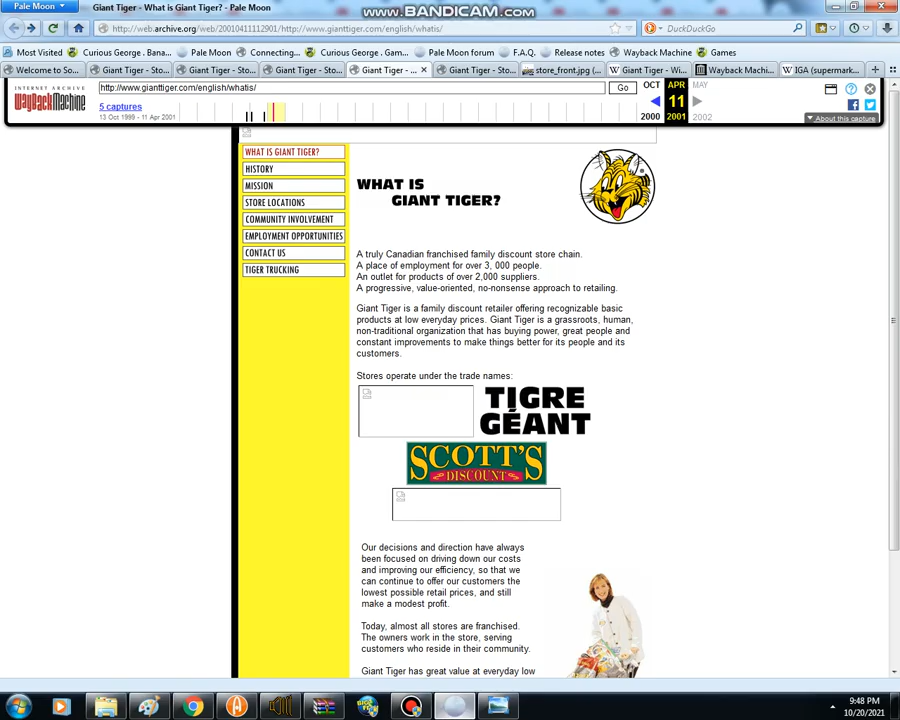 Pale Moon
Giant Tiger - What is Giant Tiger? - Pale Moon
www.BANDICAM.com
http://web.archive.org/web/20010411112901/http://www.gianttiger.com/english/whatis/
DuckDuckGo
Most Visited
Curious George . Bana...
Pale Moon
Connecting...
Curious George . Gam...
Pale Moon forum
F.A.Q.
Release notes
Wayback Machine
Games
Welcome to So...
Giant Tiger - Sto...
Giant Tiger - Sto...
Giant Tiger - Sto...
Giant Tiger - ...
Giant Tiger - Sto...
store_front.jpg (...
Giant Tiger - Wi...
Wayback Machi...
IGA (supermark...
INTERNET ARCHIVE
WayBackMachine
http://www.gianttiger.com/english/whatis/
Go
OCT
APR
MAY
5 captures
11
13 Oct 1999 - 11 Apr 2001
2000
2001
2002
About this capture
WHAT IS GIANT TIGER?
HISTORY
MISSION
STORE LOCATIONS
COMMUNITY INVOLVEMENT
EMPLOYMENT OPPORTUNITIES
CONTACT US
TIGER TRUCKING
WHAT IS
GIANT TIGER?
A truly Canadian franchised family discount store chain.
A place of employment for over 3, 000 people.
An outlet for products of over 2,000 suppliers.
A progressive, value-oriented, no-nonsense approach to retailing.
Giant Tiger is a family discount retailer offering recognizable basic
products at low everyday prices. Giant Tiger is a grassroots, human,
non-traditional organization that has buying power, great people and
constant improvements to make things better for its people and its
customers.
Stores operate under the trade names:
TIGRE
GÉANT
SCOTT'S
DISCOUNT
Our decisions and direction have always
been focused on driving down our costs
and improving our efficiency, so that we
can continue to offer our customers the
lowest possible retail prices, and still
make a modest profit.
Today, almost all stores are franchised.
The owners work in the store, serving
customers who reside in their community.
Giant Tiger has great value at everyday low
9:48 PM
10/20/2021